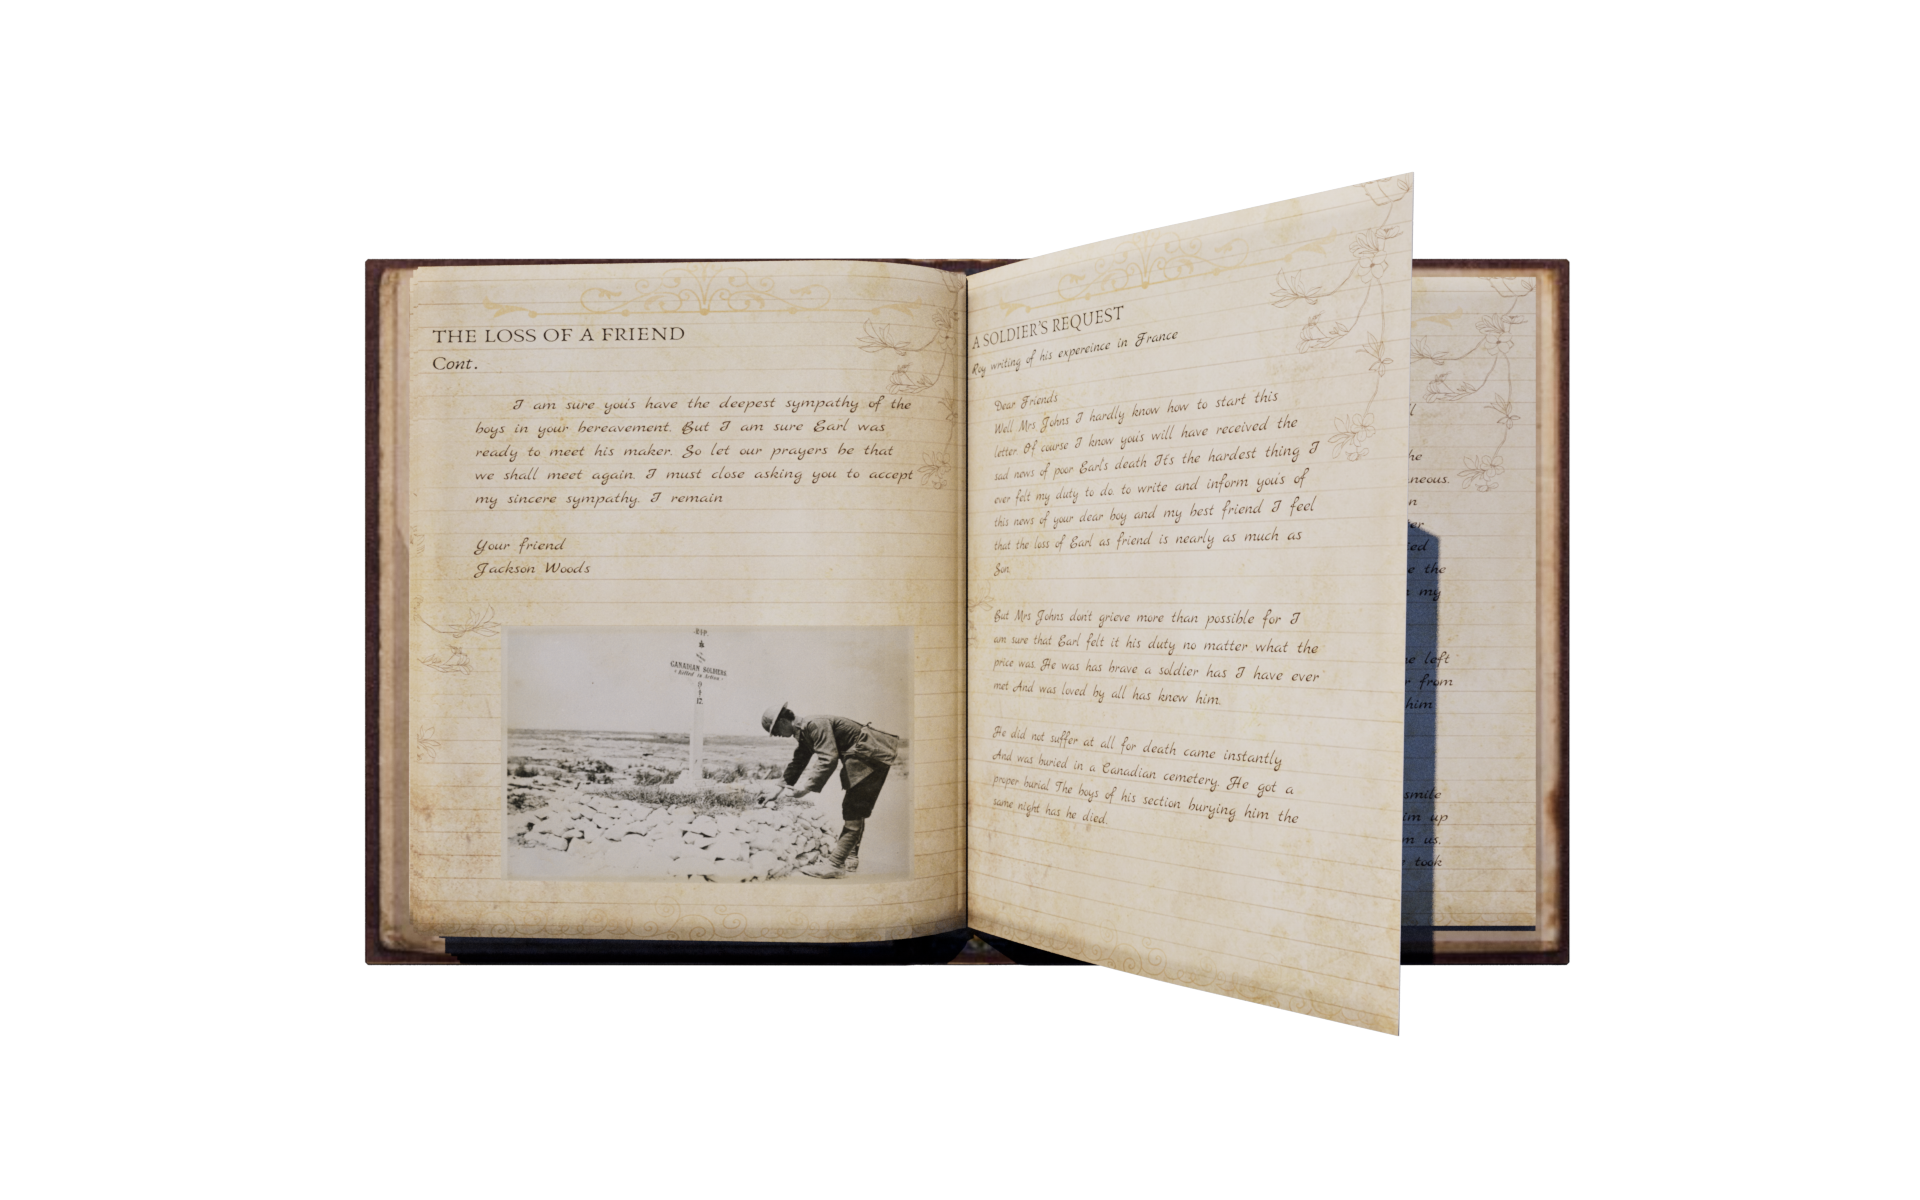 THE LOSS OF A FRIEND
Cont.
I am sure you's have the deepest sympathy of the
boys in your bereavement. But I am sure Earl was
ready to meet his maker. So let our prayers be that
we shall meet again. I must close asking you to accept
my sincere sympathy. I remain
Your friend
Jackson Woods
R.I.P.
CANADIAN SOLDIERS
Killed in Action
17.
A SOLDIER'S REQUEST
Roy writing of his expereince in France
Dear Friends
Well Mrs Johns I hardly know how to start this
letter. Of course I know you's will have received the
sad news of poor Earl's death It's the hardest thing I
ever felt my duty to do. to write and inform you's of
this news of your dear boy and my best friend I feel
that the loss of Earl as friend is nearly as much as
Son.
But Mrs Johns don't grieve more than possible for I
am sure that Earl felt it his duty no matter what the
price was. He was has brave a soldier has I have ever
met And was loved by all has knew him.
He did not suffer at all for death came instantly
And was buried in a Canadian cemetery. He got a
proper burial The boys of his section burying him the
same night has he died.
he
neous.
n
ter
ted
e the
n my
he left
r from
him
smile
im up
m us.
took